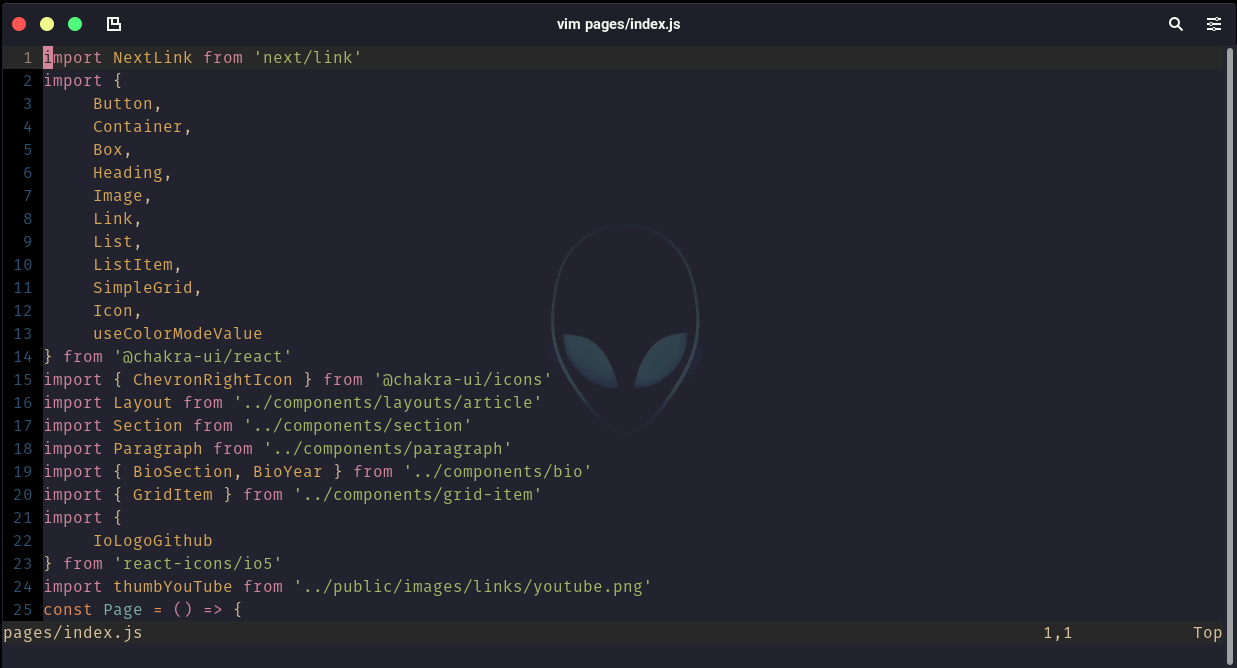 vim pages/index.js
1 import NextLink from 'next/link'
2 import {
3      Button,
4      Container,
5      Box,
6      Heading,
7      Image,
8      Link,
9      List,
10      ListItem,
11      SimpleGrid,
12      Icon,
13      useColorModeValue
14 } from '@chakra-ui/react'
15 import { ChevronRightIcon } from '@chakra-ui/icons'
16 import Layout from '../components/layouts/article'
17 import Section from '../components/section'
18 import Paragraph from '../components/paragraph'
19 import { BioSection, BioYear } from '../components/bio'
20 import { GridItem } from '../components/grid-item'
21 import {
22      IoLogoGithub
23 } from 'react-icons/io5'
24 import thumbYouTube from '../public/images/links/youtube.png'
25 const Page = () => {
pages/index.js 1,1 Top